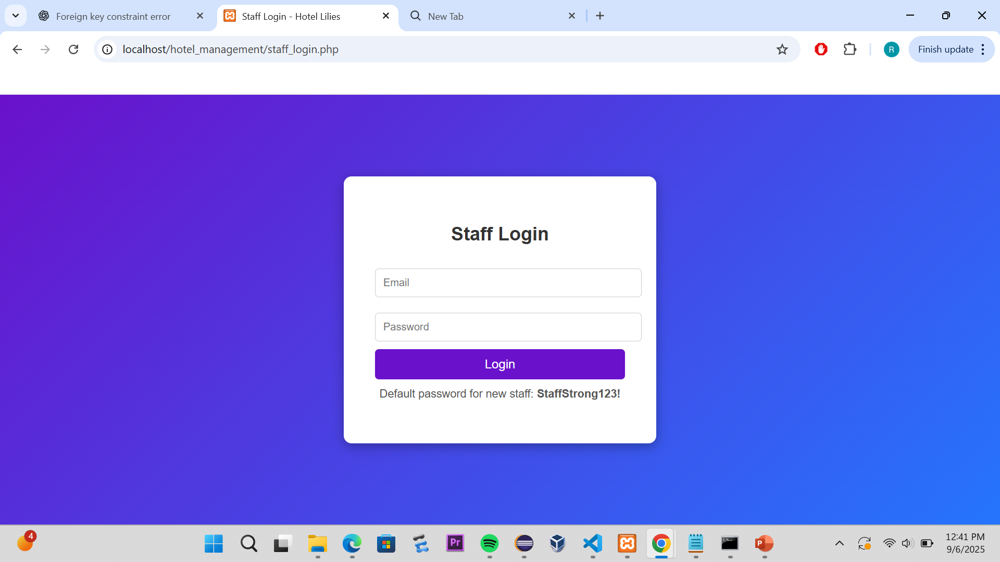 Foreign key constraint error
Staff Login - Hotel Lilies
New Tab
localhost/hotel_management/staff_login.php
R
Finish update
Staff Login
Email
Password
Login
Default password for new staff: StaffStrong123!
4
Pr
C:\_
P
12:41 PM
9/6/2025